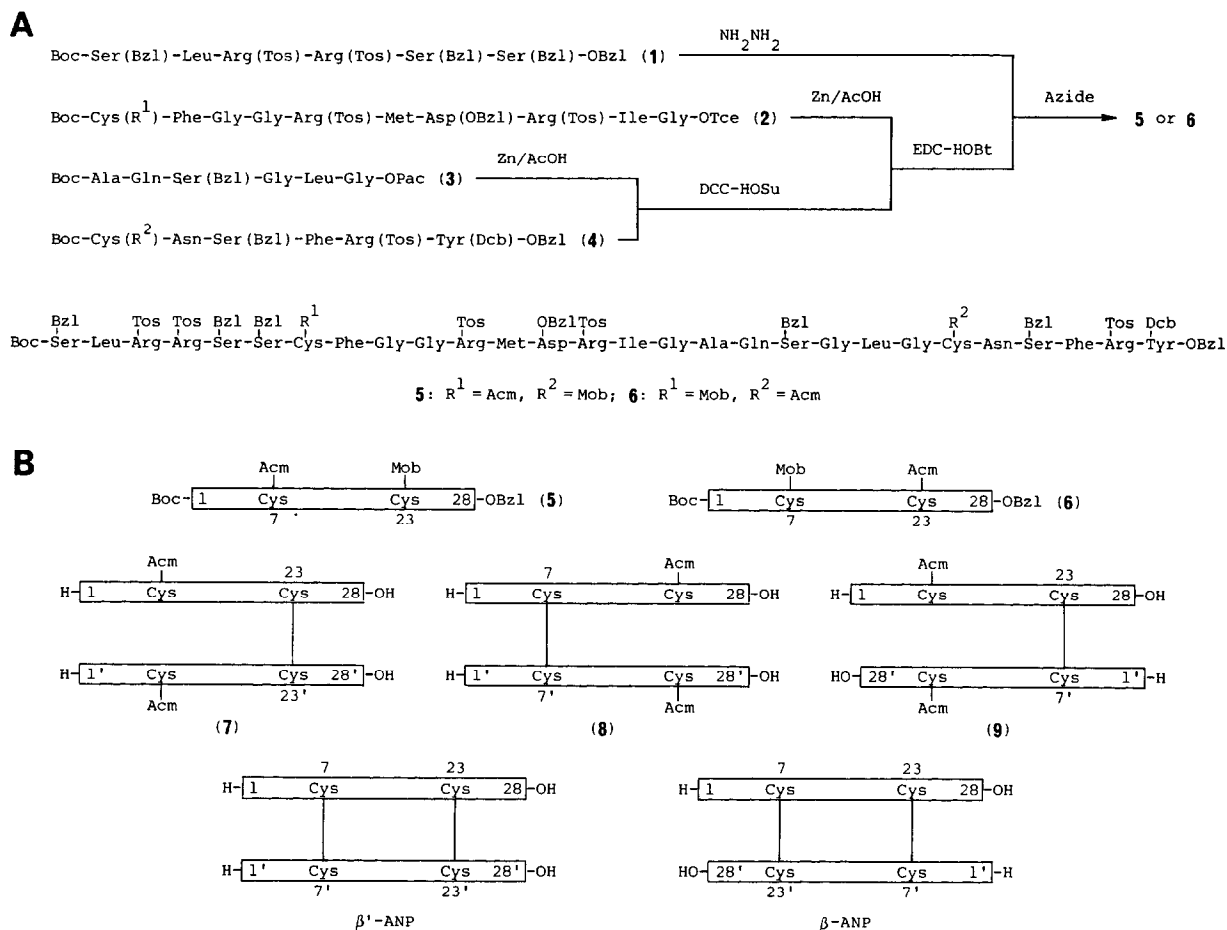 A
NH2NH2
Boc-Ser(Bzl)-Leu-Arg(Tos)-Arg(Tos)-Ser(Bzl)-Ser(Bzl)-OBzl (1)
Zn/AcOH
Azide
Boc-Cys(R1)-Phe-Gly-Gly-Arg(Tos)-Met-Asp(OBzl)-Arg(Tos)-Ile-Gly-OTce (2)
5 or 6
EDC-HOBt
Zn/AcOH
Boc-Ala-Gln-Ser(Bzl)-Gly-Leu-Gly-OPac (3)
DCC-HOSu
Boc-Cys(R2)-Asn-Ser(Bzl)-Phe-Arg(Tos)-Tyr(Dcb)-OBzl (4)
Bzl Tos Tos Bzl Bzl R1 Tos OBzl Tos Bzl R2 Bzl Tos Dcb
Boc-Ser-Leu-Arg-Arg-Ser-Ser-Cys-Phe-Gly-Gly-Arg-Met-Asp-Arg-Ile-Gly-Ala-Gln-Ser-Gly-Leu-Gly-Cys-Asn-Ser-Phe-Arg-Tyr-OBzl
5: R1 = Acm, R2 = Mob; 6: R1 = Mob, R2 = Acm
B
Acm Mob Mob Acm
Boc-1 Cys Cys 28-OBzl (5) Boc-1 Cys Cys 28-OBzl (6)
7 23 7 23
Acm 23 7 Acm Acm 23
H-1 Cys Cys 28-OH H-1 Cys Cys 28-OH H-1 Cys Cys 28-OH
H-1' Cys Cys 28'-OH H-1' Cys Cys 28'-OH HO-28' Cys Cys 1'-H
Acm 23' 7' Acm Acm 7'
(7) (8) (9)
7 23 7 23
H-1 Cys Cys 28-OH H-1 Cys Cys 28-OH
H-1' Cys Cys 28'-OH HO-28' Cys Cys 1'-H
7' 23' 23' 7'
β'-ANP β-ANP